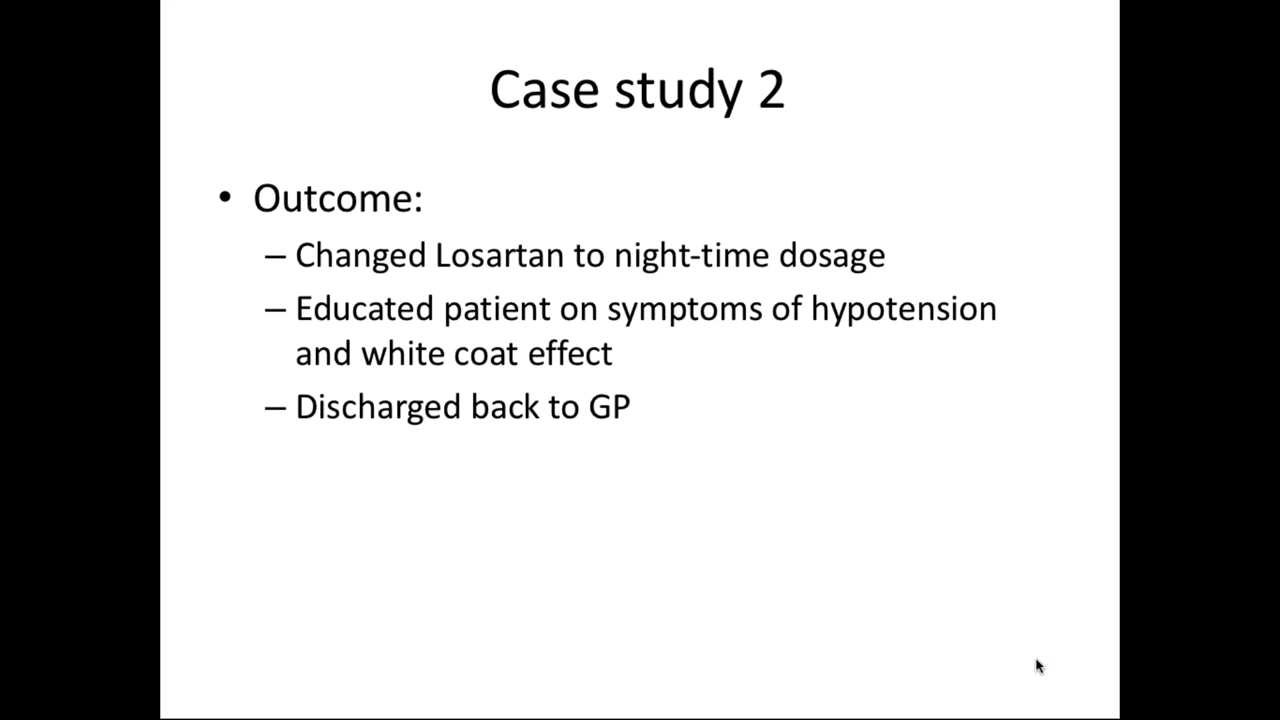 Case study 2
• Outcome:
– Changed Losartan to night-time dosage
– Educated patient on symptoms of hypotension
and white coat effect
– Discharged back to GP